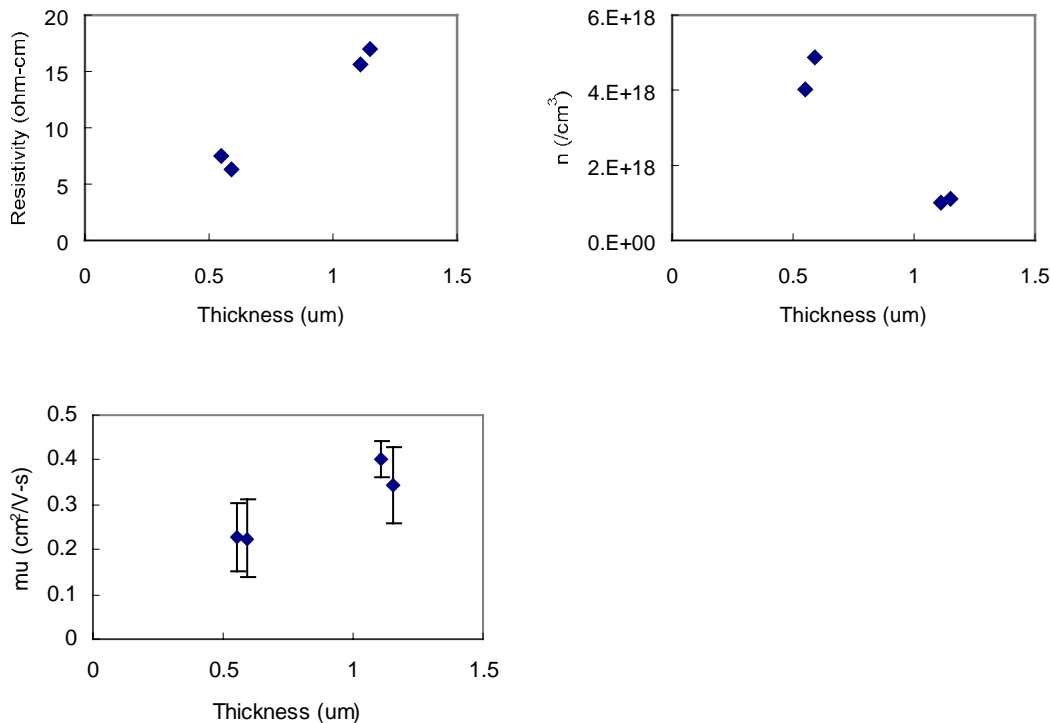 Resistivity (ohm-cm)
20
15
10
5
0
0 0.5 1 1.5
Thickness (um)
n (/cm³)
6.E+18
4.E+18
2.E+18
0.E+00
0 0.5 1 1.5
Thickness (um)
mu (cm²/V-s)
0.5
0.4
0.3
0.2
0.1
0
0 0.5 1 1.5
Thickness (um)